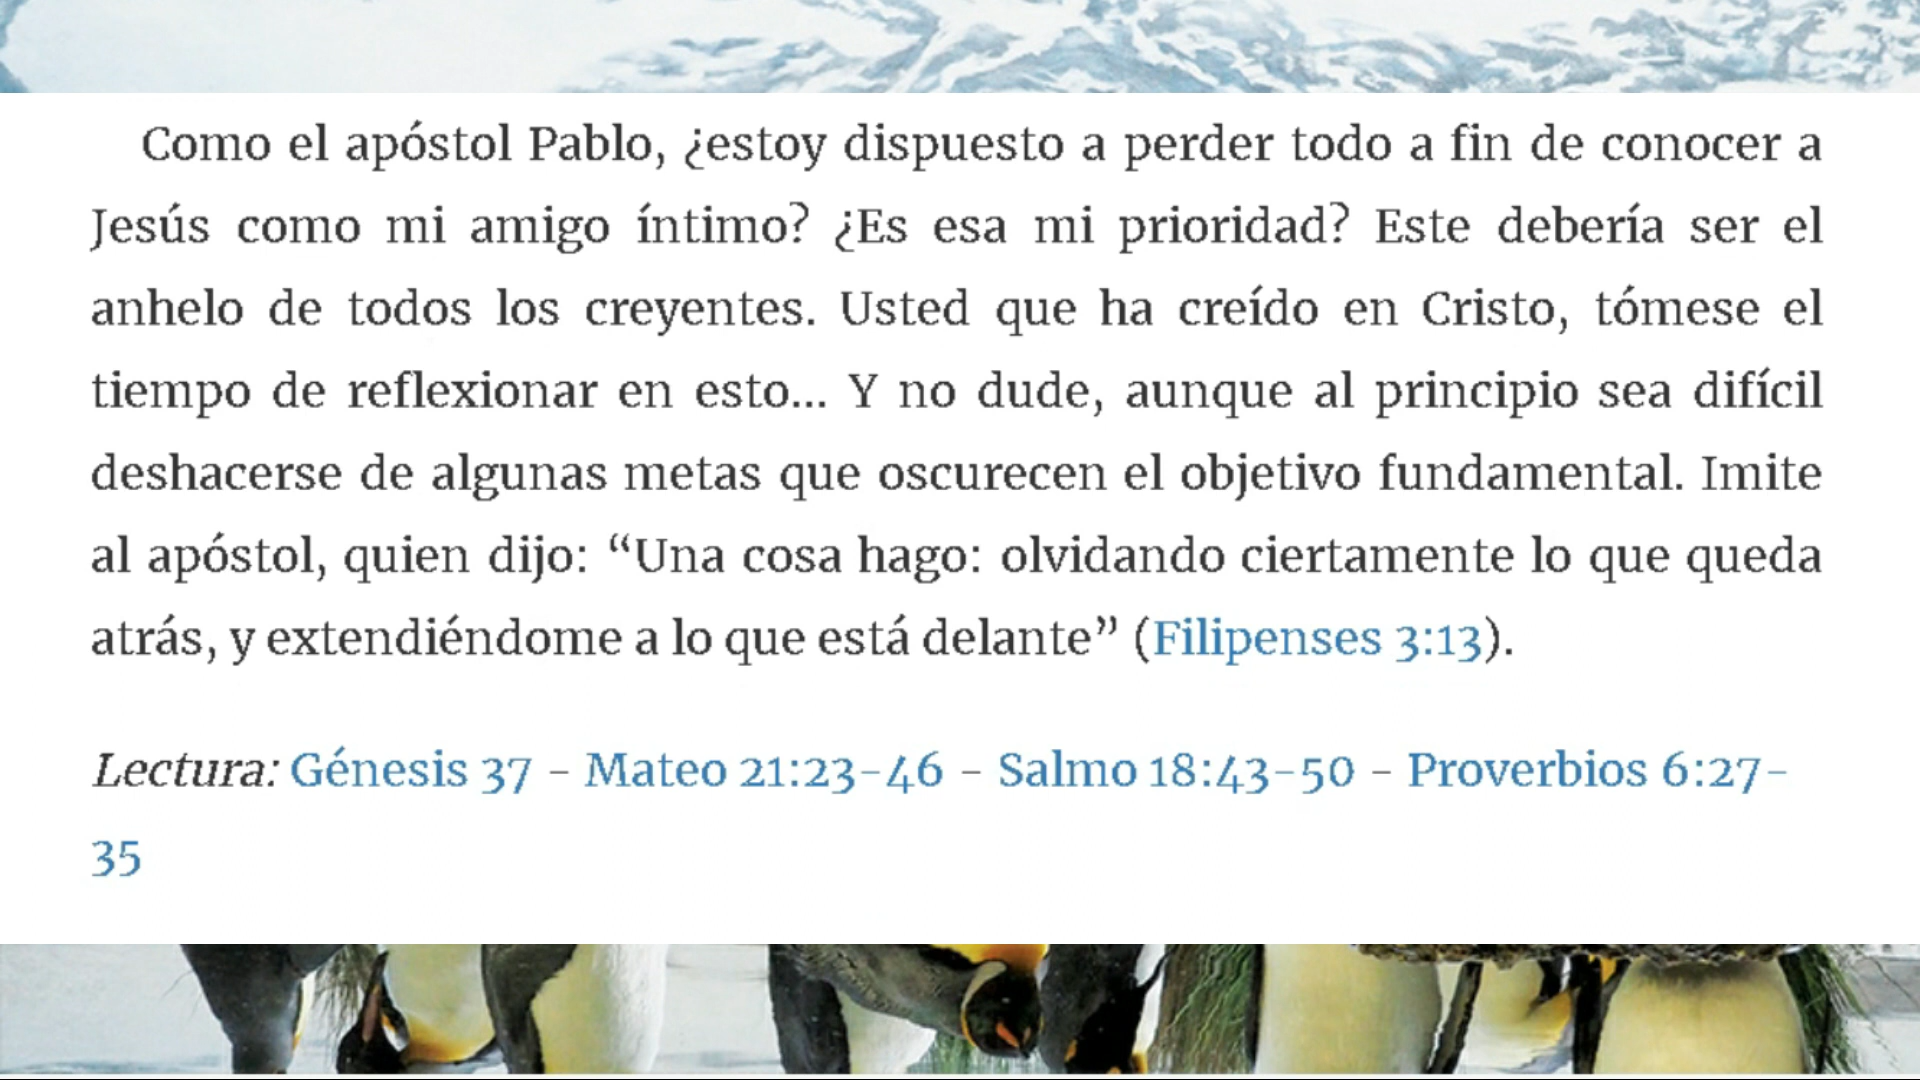 Como el apóstol Pablo, ¿estoy dispuesto a perder todo a fin de conocer a
Jesús como mi amigo íntimo? ¿Es esa mi prioridad? Este debería ser el
anhelo de todos los creyentes. Usted que ha creído en Cristo, tómese el
tiempo de reflexionar en esto... Y no dude, aunque al principio sea difícil
deshacerse de algunas metas que oscurecen el objetivo fundamental. Imite
al apóstol, quien dijo: “Una cosa hago: olvidando ciertamente lo que queda
atrás, y extendiéndome a lo que está delante” (Filipenses 3:13).
Lectura: Génesis 37 – Mateo 21:23-46 – Salmo 18:43-50 – Proverbios 6:27-
35